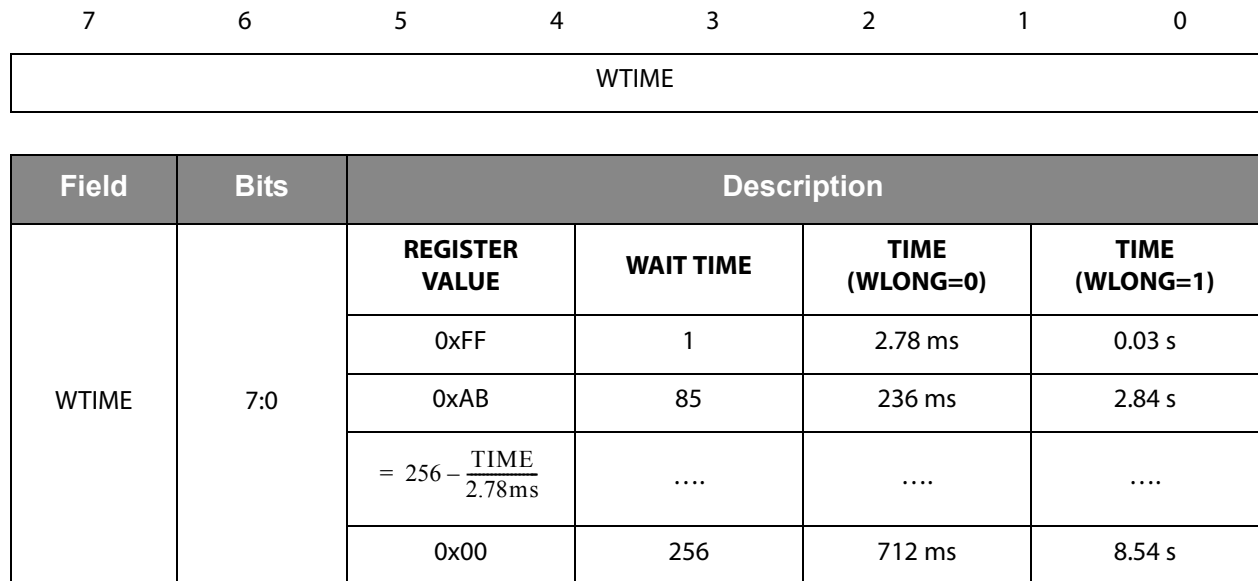 7 6 5 4 3 2 1 0
WTIME
Field Bits Description
REGISTER VALUE WAIT TIME TIME (WLONG=0) TIME (WLONG=1)
0xFF 1 2.78 ms 0.03 s
WTIME 7:0 0xAB 85 236 ms 2.84 s
= 256 – TIME / 2.78ms …. …. ….
0x00 256 712 ms 8.54 s